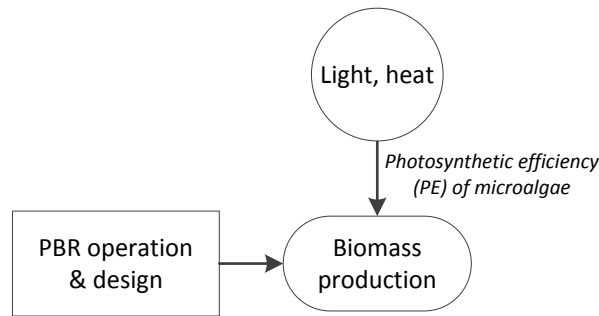 Light, heat
Photosynthetic efficiency
(PE) of microalgae
PBR operation
& design
Biomass
production